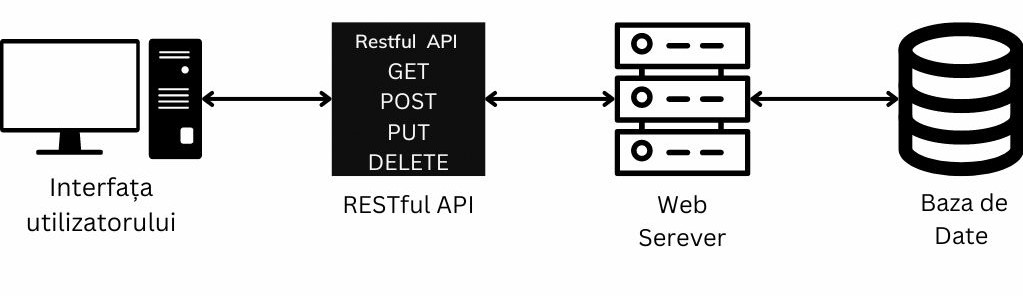 Restful API
GET
POST
PUT
DELETE
Interfața
utilizatorului
RESTful API
Web
Serever
Baza de
Date